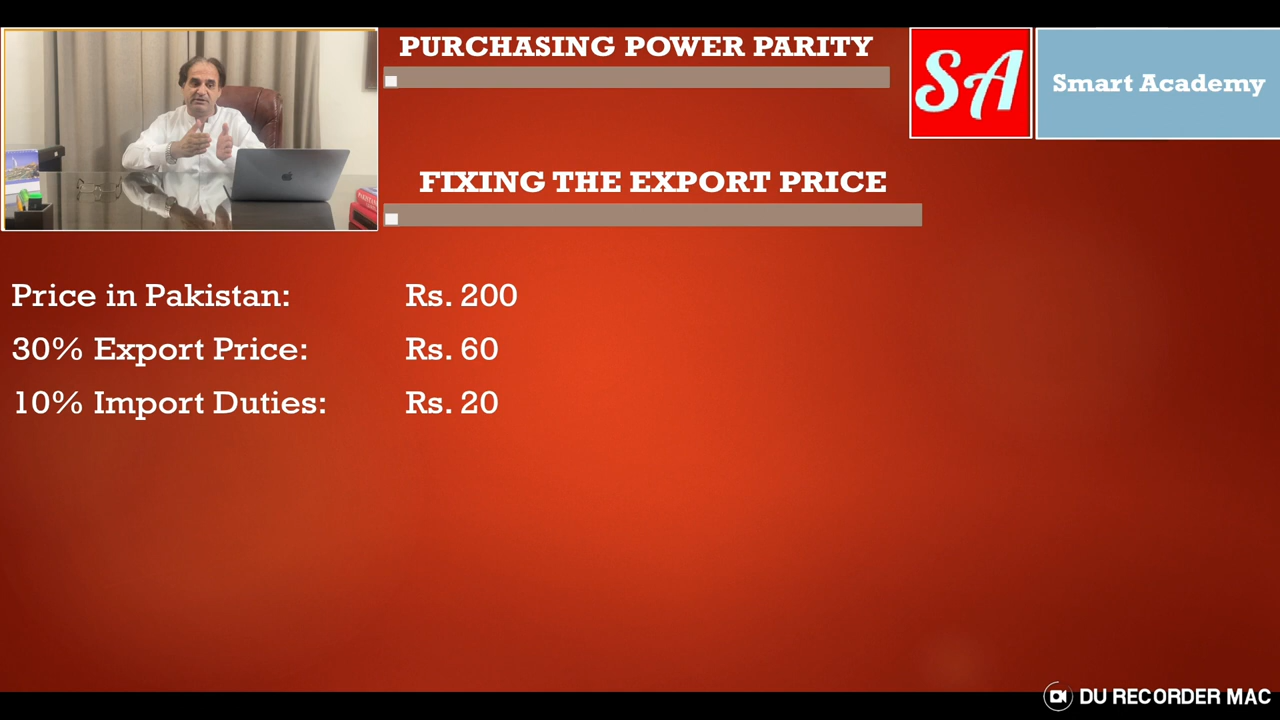 PURCHASING POWER PARITY
SA
Smart Academy
FIXING THE EXPORT PRICE
Price in Pakistan: Rs. 200
30% Export Price: Rs. 60
10% Import Duties: Rs. 20
DU RECORDER MAC